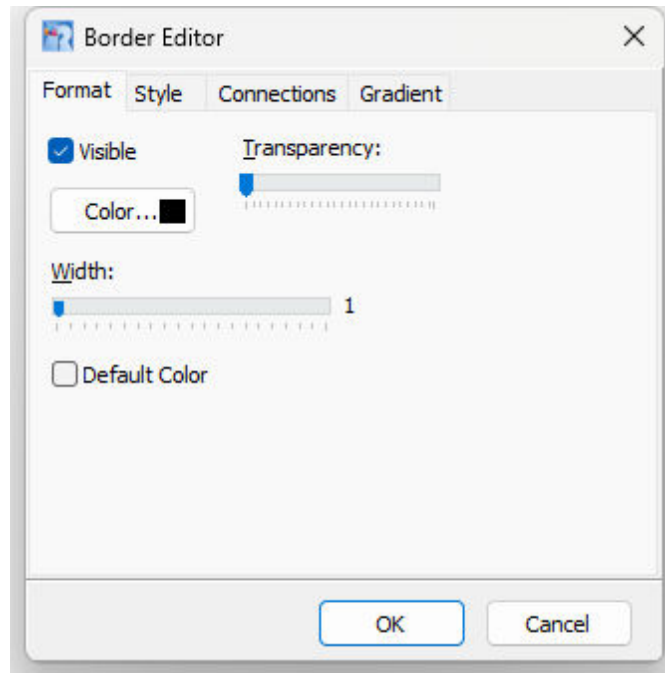 Border Editor
Format Style Connections Gradient
Visible Transparency:
Color...
Width:
1
Default Color
OK Cancel